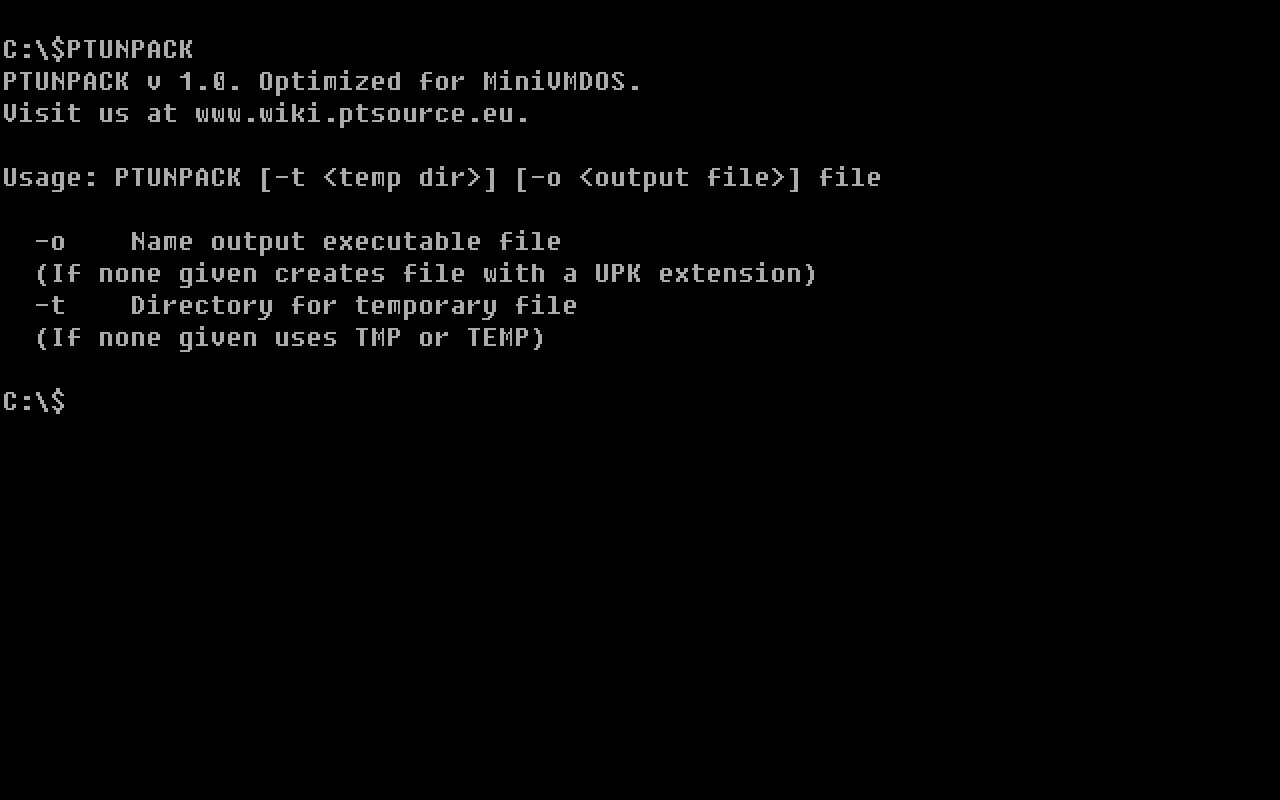 C:\$PTUNPACK
PTUNPACK v 1.0. Optimized for MiniVMDOS.
Visit us at www.wiki.ptsource.eu.
Usage: PTUNPACK [-t <temp dir>] [-o <output file>] file
-o    Name output executable file
(If none given creates file with a UPK extension)
-t    Directory for temporary file
(If none given uses TMP or TEMP)
C:\$